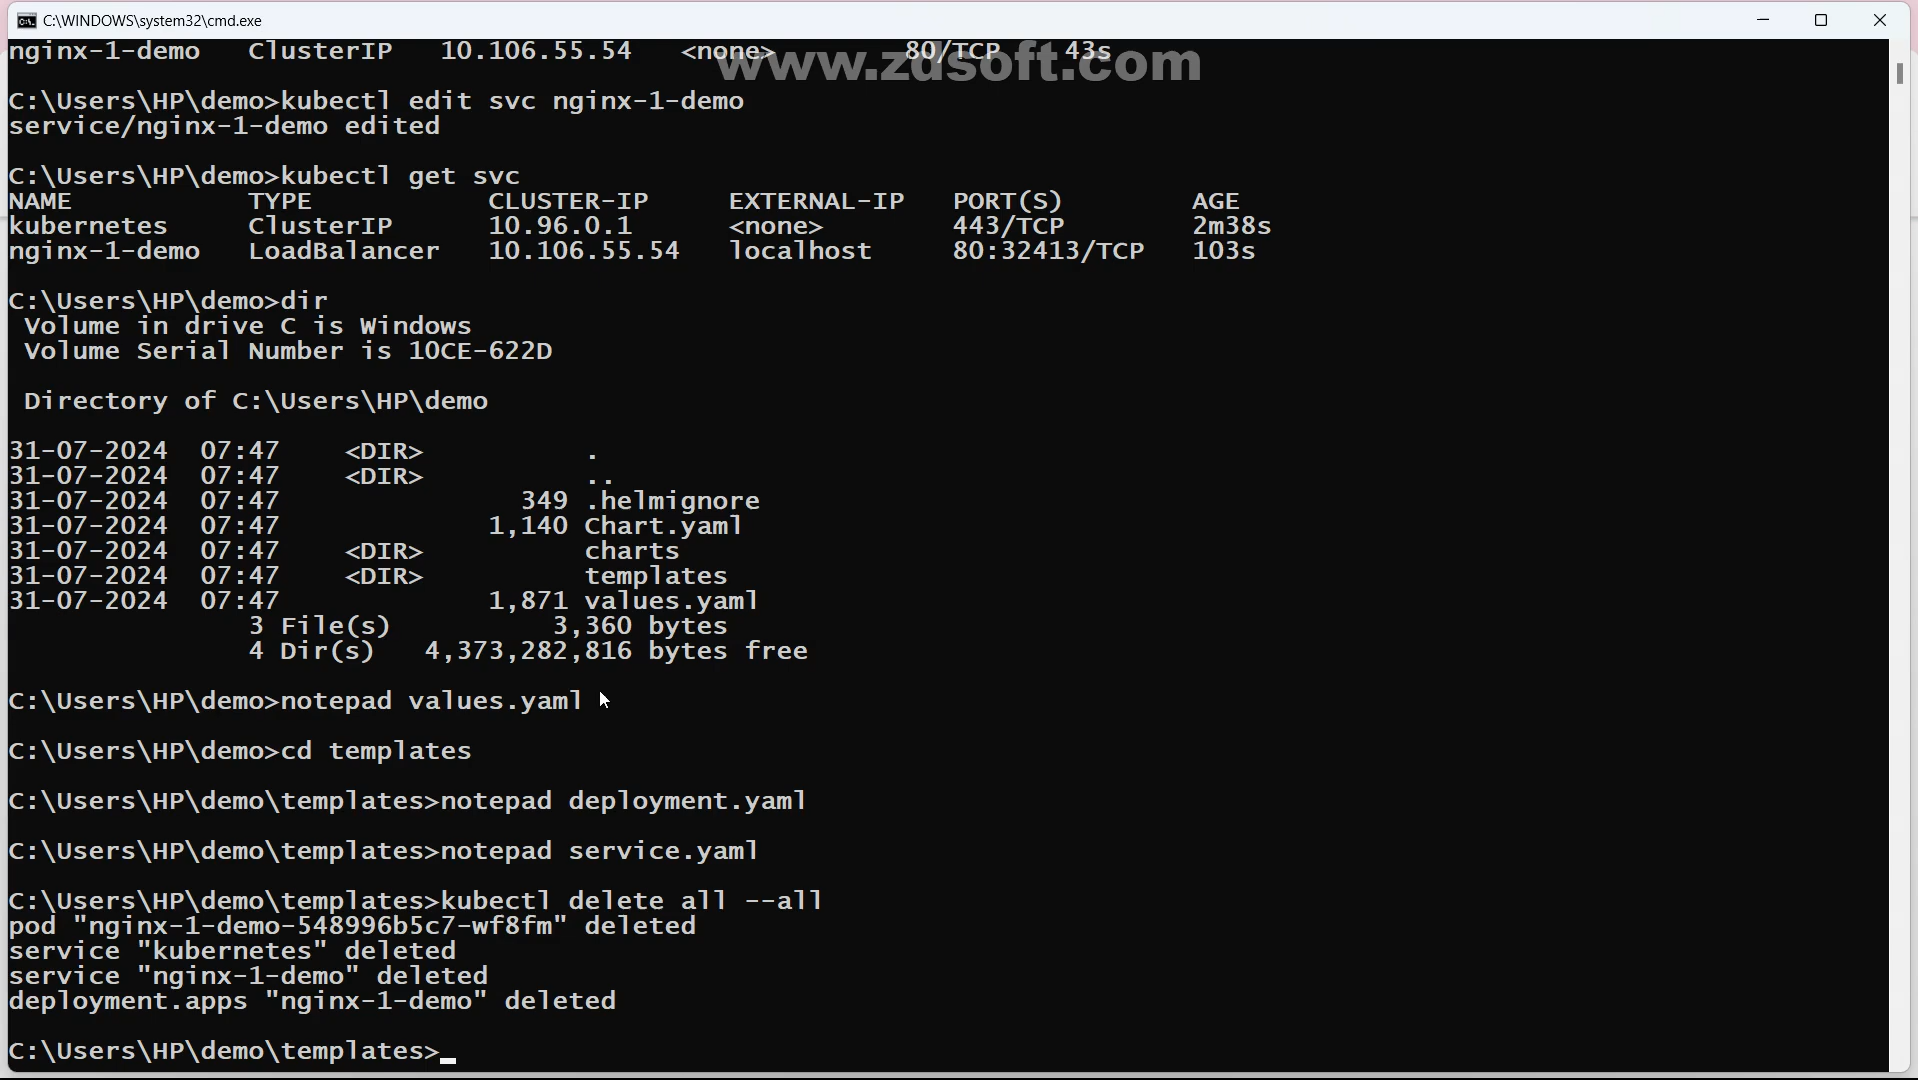 C:\WINDOWS\system32\cmd.exe
nginx-1-demo   ClusterIP   10.106.55.54   <none>        80/TCP    43s
www.zdsoft.com
C:\Users\HP\demo>kubectl edit svc nginx-1-demo
service/nginx-1-demo edited
C:\Users\HP\demo>kubectl get svc
NAME           TYPE           CLUSTER-IP     EXTERNAL-IP   PORT(S)        AGE
kubernetes     ClusterIP      10.96.0.1      <none>        443/TCP        2m38s
nginx-1-demo   LoadBalancer   10.106.55.54   localhost     80:32413/TCP   103s
C:\Users\HP\demo>dir
 Volume in drive C is Windows
 Volume Serial Number is 10CE-622D
 Directory of C:\Users\HP\demo
31-07-2024  07:47    <DIR>          .
31-07-2024  07:47    <DIR>          ..
31-07-2024  07:47               349 .helmignore
31-07-2024  07:47             1,140 Chart.yaml
31-07-2024  07:47    <DIR>          charts
31-07-2024  07:47    <DIR>          templates
31-07-2024  07:47             1,871 values.yaml
               3 File(s)          3,360 bytes
               4 Dir(s)   4,373,282,816 bytes free
C:\Users\HP\demo>notepad values.yaml
C:\Users\HP\demo>cd templates
C:\Users\HP\demo\templates>notepad deployment.yaml
C:\Users\HP\demo\templates>notepad service.yaml
C:\Users\HP\demo\templates>kubectl delete all --all
pod "nginx-1-demo-548996b5c7-wf8fm" deleted
service "kubernetes" deleted
service "nginx-1-demo" deleted
deployment.apps "nginx-1-demo" deleted
C:\Users\HP\demo\templates>